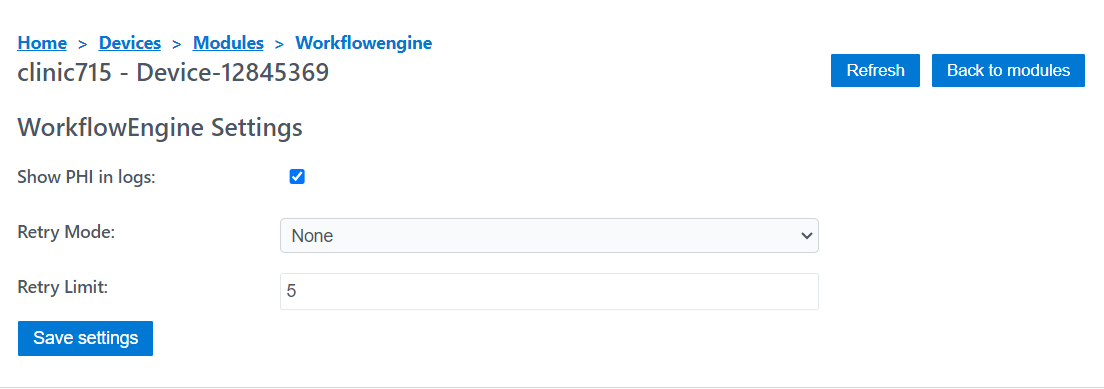 Home > Devices > Modules > Workflowengine
clinic715 - Device-12845369
Refresh
Back to modules
WorkflowEngine Settings
Show PHI in logs:
Retry Mode:
None
Retry Limit:
5
Save settings